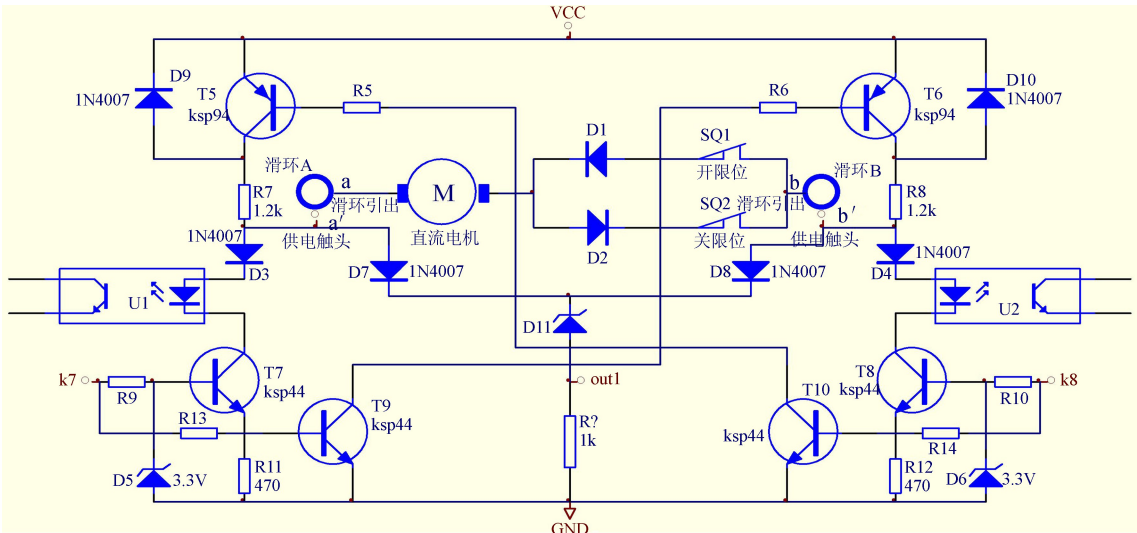 VCC
D9
1N4007
T5
ksp94
R5
R6
T6
ksp94
D10
1N4007
D1
SQ1
开限位
滑环A
a
滑环引出
a′
供电触头
M
直流电机
D2
SQ2
关限位
滑环引出
b
滑环B
b′
供电触头
R7
1.2k
R8
1.2k
1N4007
D3
D7
1N4007
D8
1N4007
D4
1N4007
U1
U2
D11
out1
k7
R9
T7
ksp44
R13
T9
ksp44
R?
1k
T10
ksp44
T8
ksp44
k8
R10
R14
D5
3.3V
R11
470
R12
470
D6
3.3V
GND